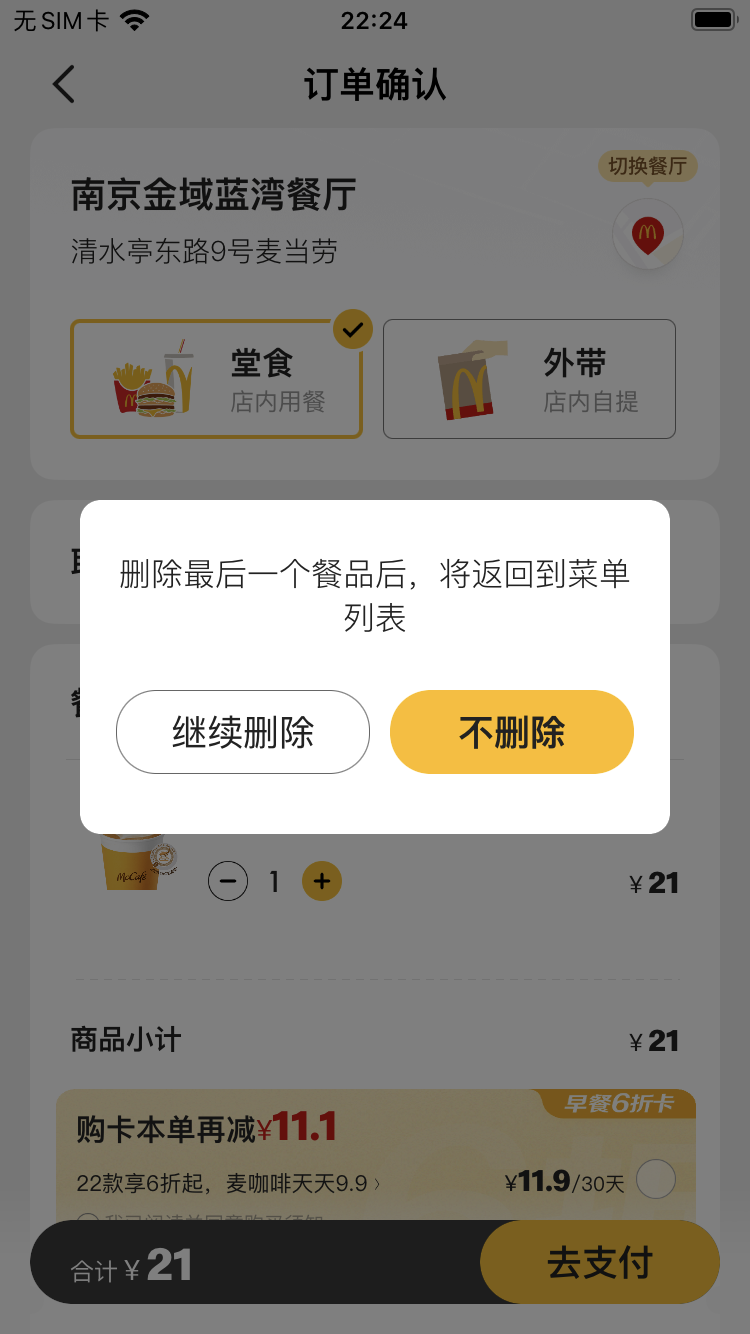 无SIM卡
22:24
订单确认
切换餐厅
南京金域蓝湾餐厅
清水亭东路9号麦当劳
堂食
店内用餐
外带
店内自提
删除最后一个餐品后，将返回到菜单
列表
继续删除
不删除
McCafé
1
¥21
商品小计
¥21
早餐6折卡
购卡本单再减¥11.1
22款享6折起，麦咖啡天天9.9
¥11.9/30天
合计 ¥21
去支付